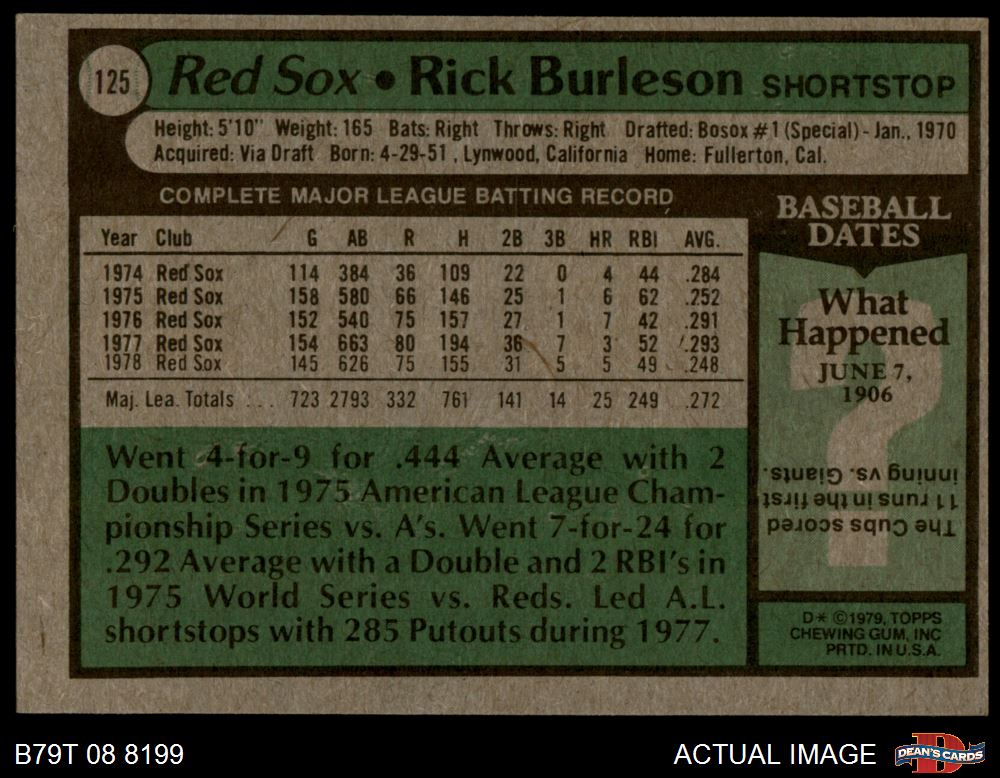 125 Red Sox • Rick Burleson SHORTSTOP
Height: 5'10" Weight: 165 Bats: Right Throws: Right Drafted: Bosox #1 (Special) - Jan., 1970
Acquired: Via Draft Born: 4-29-51 , Lynwood, California Home: Fullerton, Cal.
COMPLETE MAJOR LEAGUE BATTING RECORD
Year Club G AB R H 2B 3B HR RBI AVG.
1974 Red Sox 114 384 36 109 22 0 4 44 .284
1975 Red Sox 158 580 66 146 25 1 6 62 .252
1976 Red Sox 152 540 75 157 27 1 7 42 .291
1977 Red Sox 154 663 80 194 36 7 3 52 .293
1978 Red Sox 145 626 75 155 31 5 5 49 .248
Maj. Lea. Totals ... 723 2793 332 761 141 14 25 249 .272
Went 4-for-9 for .444 Average with 2
Doubles in 1975 American League Cham-
pionship Series vs. A's. Went 7-for-24 for
.292 Average with a Double and 2 RBI's in
1975 World Series vs. Reds. Led A.L.
shortstops with 285 Putouts during 1977.
BASEBALL
DATES
What
Happened
JUNE 7,
1906
?
The Cubs scored
11 runs in the first
inning vs. Giants.
D* ©1979, TOPPS
CHEWING GUM, INC
PRTD. IN U.S.A.
B79T 08 8199
ACTUAL IMAGE
D
DEAN'S CARDS